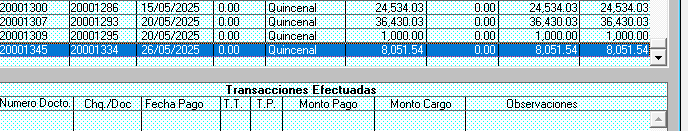 20001300 20001286 15/05/2025 0.00 Quincenal 24,534.03 0.00 24,534.03 24,534.03
20001307 20001293 20/05/2025 0.00 Quincenal 36,430.03 0.00 36,430.03 36,430.03
20001309 20001295 20/05/2025 0.00 Quincenal 1,000.00 0.00 1,000.00 1,000.00
20001345 20001334 26/05/2025 0.00 Quincenal 8,051.54 0.00 8,051.54 8,051.54
Transacciones Efectuadas
Numero Docto. Chq./Doc Fecha Pago T.T. T.P. Monto Pago Monto Cargo Observaciones